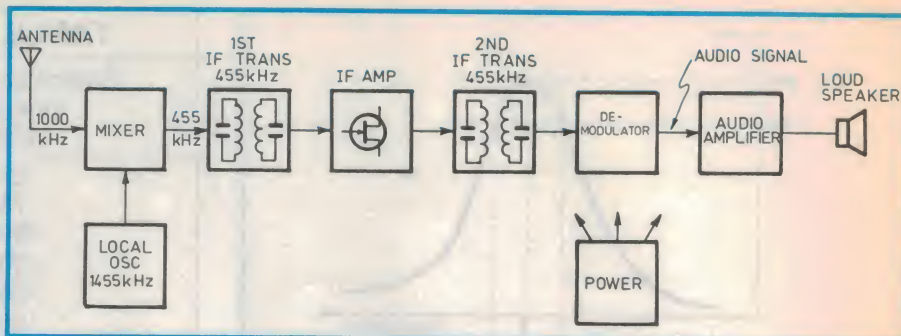 ANTENNA
1000
kHz
MIXER
LOCAL
OSC
1455kHz
455
kHz
1ST
IF TRANS
455kHz
IF AMP
2ND
IF TRANS
455kHz
DE-
MODULATOR
POWER
AUDIO SIGNAL
AUDIO
AMPLIFIER
LOUD
SPEAKER